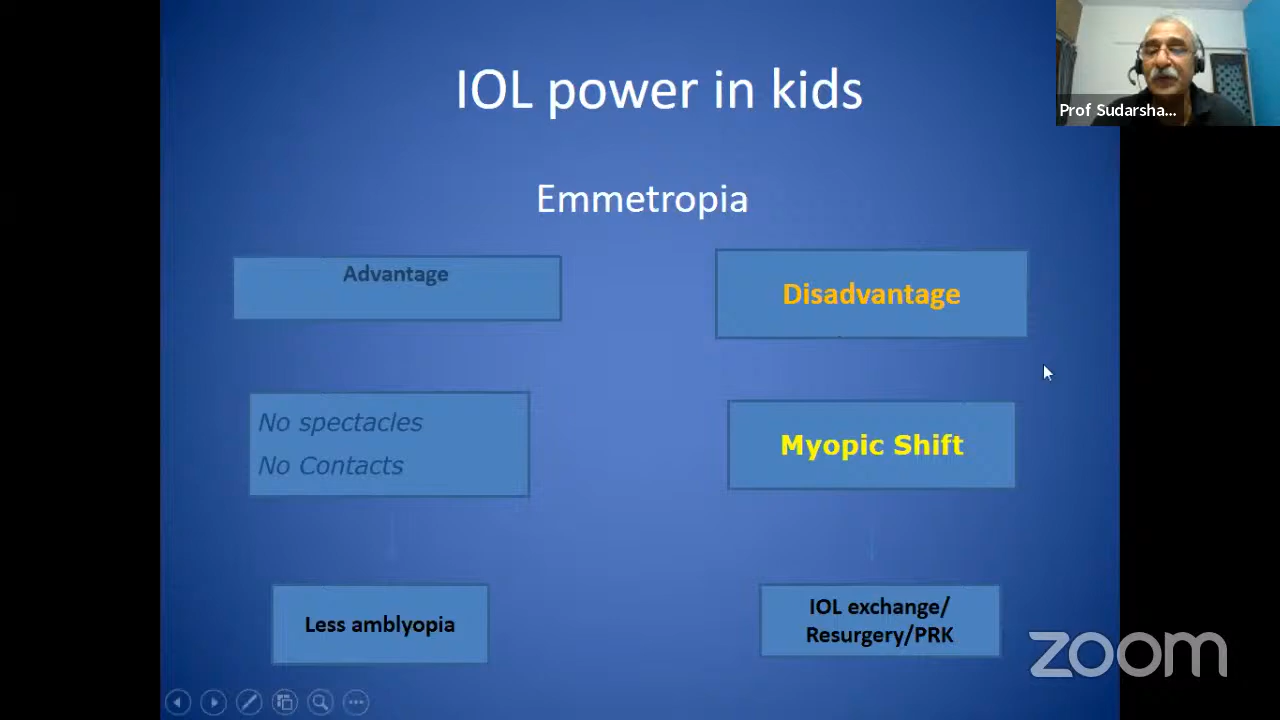 IOL power in kids
Prof Sudarsha...
Emmetropia
Advantage
Disadvantage
No spectacles
No Contacts
Myopic Shift
Less amblyopia
IOL exchange/
Resurgery/PRK
zoom